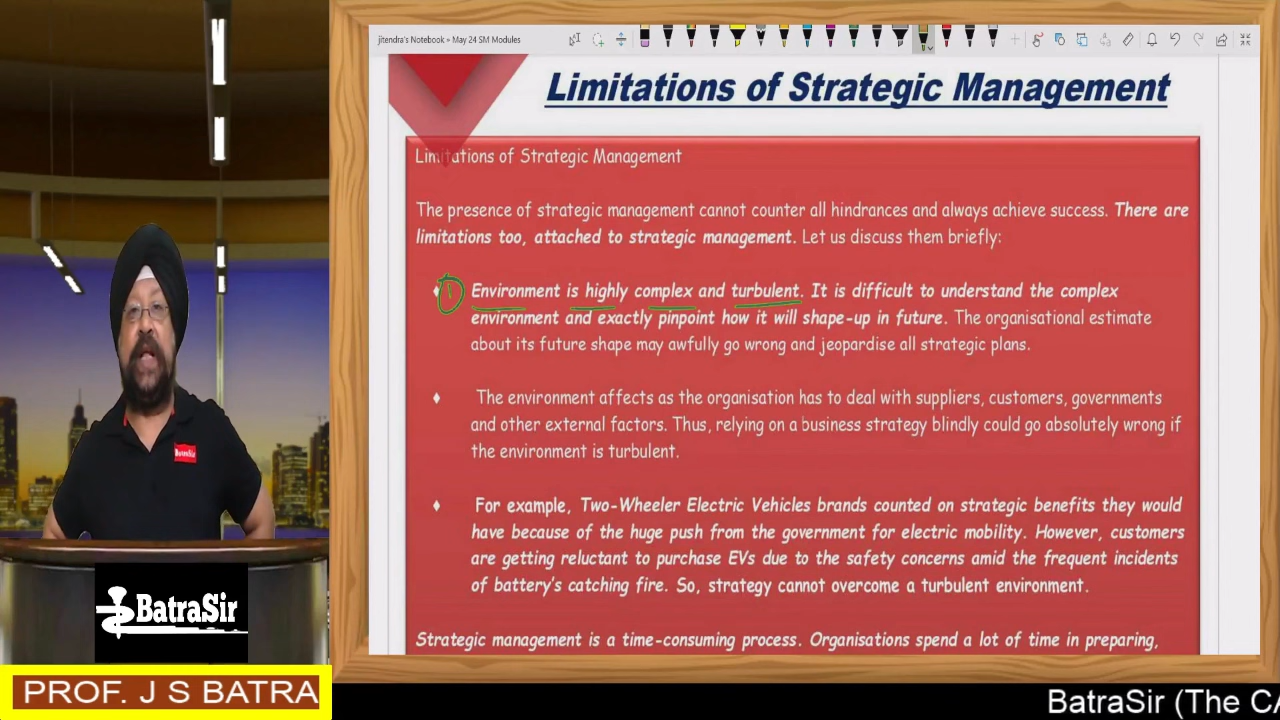 jitendra's Notebook » May 24 SM Modules
Limitations of Strategic Management
Limitations of Strategic Management
The presence of strategic management cannot counter all hindrances and always achieve success. There are
limitations too, attached to strategic management. Let us discuss them briefly:
1
♦ Environment is highly complex and turbulent. It is difficult to understand the complex
environment and exactly pinpoint how it will shape-up in future. The organisational estimate
about its future shape may awfully go wrong and jeopardise all strategic plans.
♦ The environment affects as the organisation has to deal with suppliers, customers, governments
and other external factors. Thus, relying on a business strategy blindly could go absolutely wrong if
the environment is turbulent.
♦ For example, Two-Wheeler Electric Vehicles brands counted on strategic benefits they would
have because of the huge push from the government for electric mobility. However, customers
are getting reluctant to purchase EVs due to the safety concerns amid the frequent incidents
of battery's catching fire. So, strategy cannot overcome a turbulent environment.
Strategic management is a time-consuming process. Organisations spend a lot of time in preparing,
BatraSir
BatraSir
PROF. J S BATRA
BatraSir (The CA